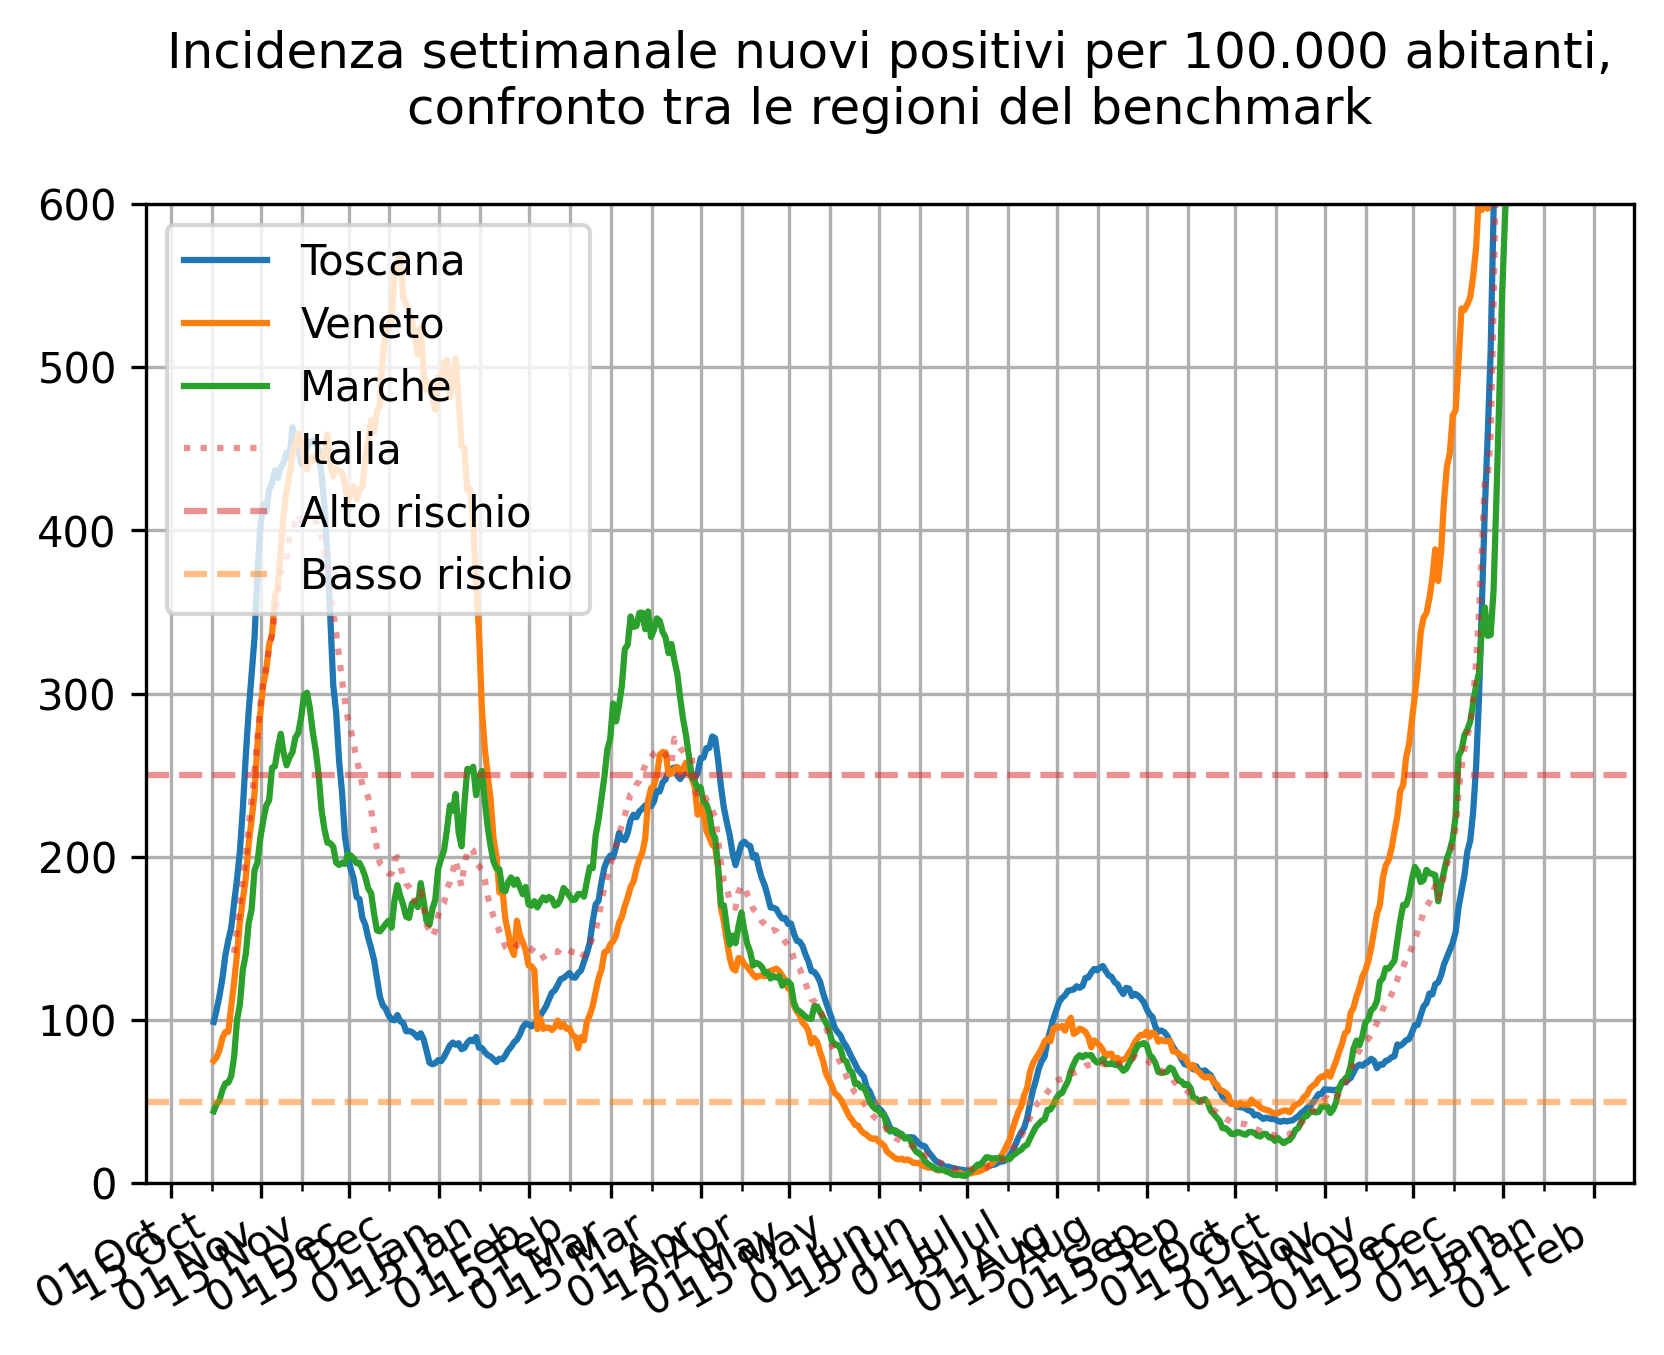 Incidenza settimanale nuovi positivi per 100.000 abitanti,
confronto tra le regioni del benchmark
600
500
400
300
200
100
0
Toscana
Veneto
Marche
Italia
Alto rischio
Basso rischio
01 Oct
15 Oct
01 Nov
15 Nov
01 Dec
15 Dec
01 Jan
15 Jan
01 Feb
15 Feb
01 Mar
15 Mar
01 Apr
15 Apr
01 May
15 May
01 Jun
15 Jun
01 Jul
15 Jul
01 Aug
15 Aug
01 Sep
15 Sep
01 Oct
15 Oct
01 Nov
15 Nov
01 Dec
15 Dec
01 Jan
15 Jan
01 Feb